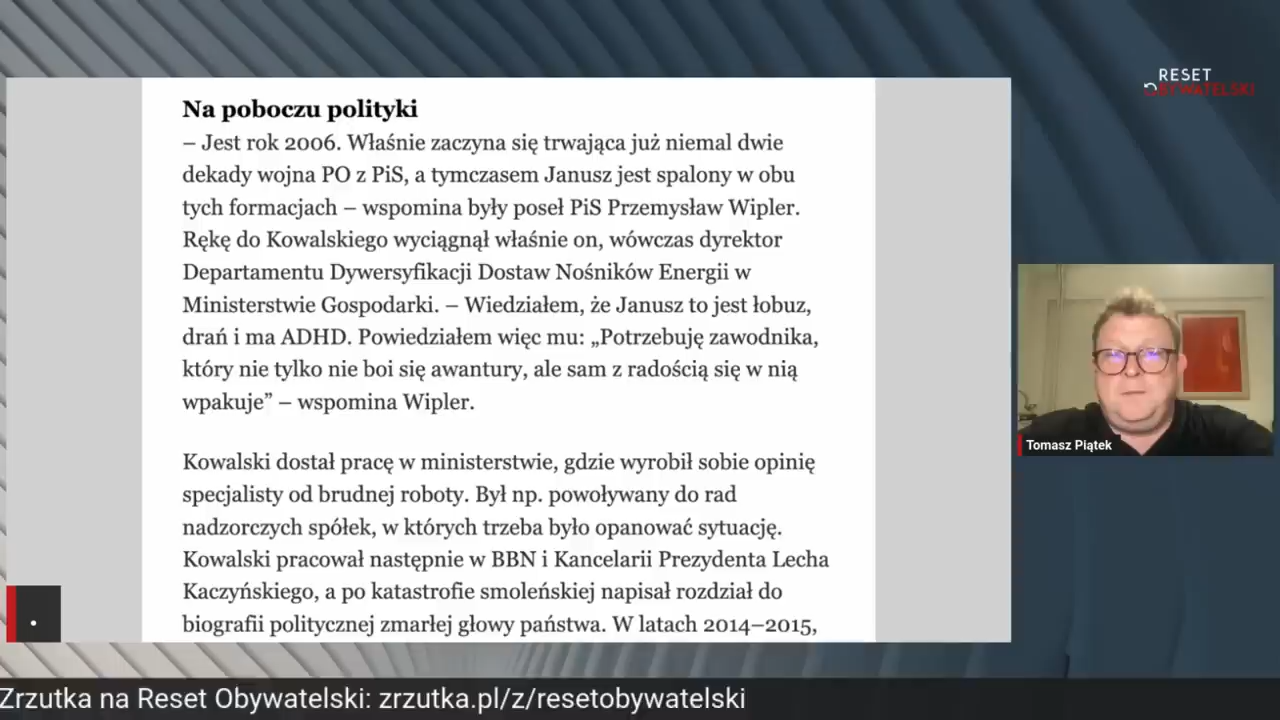 RESET
OBYWATELSKI
Na poboczu polityki
– Jest rok 2006. Właśnie zaczyna się trwająca już niemal dwie
dekady wojna PO z PiS, a tymczasem Janusz jest spalony w obu
tych formacjach – wspomina były poseł PiS Przemysław Wipler.
Rękę do Kowalskiego wyciągnął właśnie on, wówczas dyrektor
Departamentu Dywersyfikacji Dostaw Nośników Energii w
Ministerstwie Gospodarki. – Wiedziałem, że Janusz to jest łobuz,
drań i ma ADHD. Powiedziałem więc mu: „Potrzebuję zawodnika,
który nie tylko nie boi się awantury, ale sam z radością się w nią
wpakuje” – wspomina Wipler.
Kowalski dostał pracę w ministerstwie, gdzie wyrobił sobie opinię
specjalisty od brudnej roboty. Był np. powoływany do rad
nadzorczych spółek, w których trzeba było opanować sytuację.
Kowalski pracował następnie w BBN i Kancelarii Prezydenta Lecha
Kaczyńskiego, a po katastrofie smoleńskiej napisał rozdział do
biografii politycznej zmarłej głowy państwa. W latach 2014–2015,
Tomasz Piątek
.
Zrzutka na Reset Obywatelski: zrzutka.pl/z/resetobywatelski